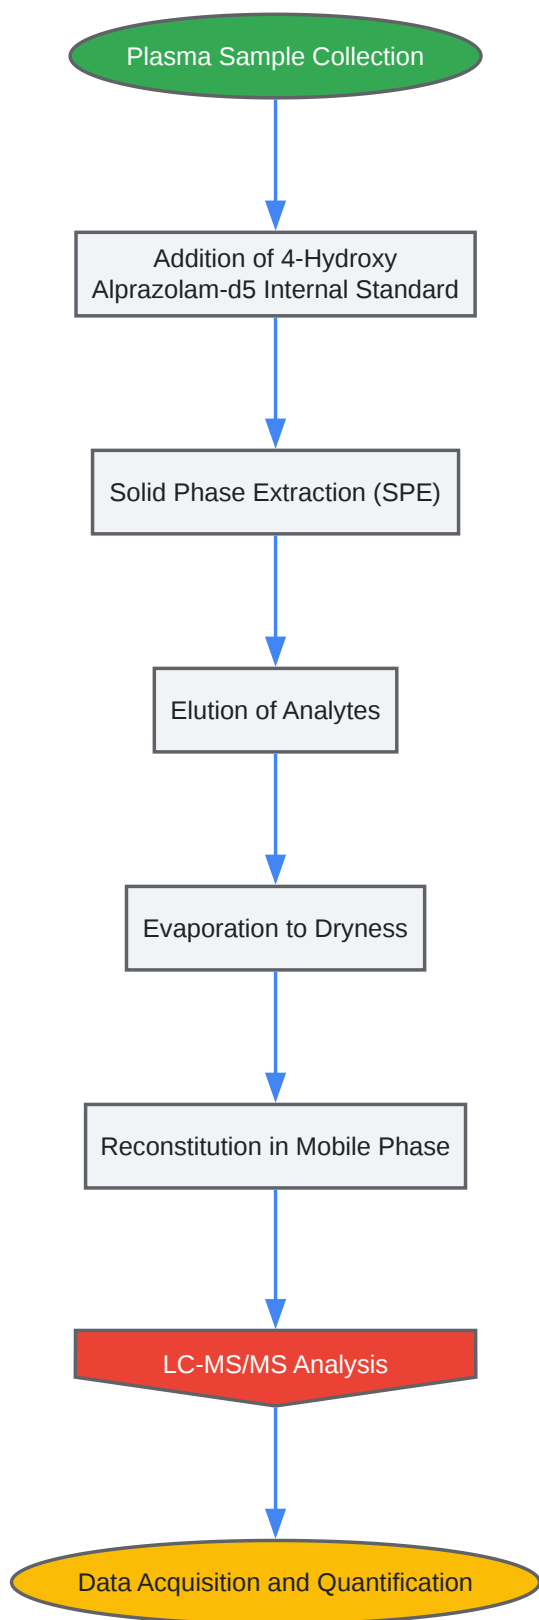 Plasma Sample Collection
Addition of 4-Hydroxy
Alprazolam-d5 Internal Standard
Solid Phase Extraction (SPE)
Elution of Analytes
Evaporation to Dryness
Reconstitution in Mobile Phase
LC-MS/MS Analysis
Data Acquisition and Quantification